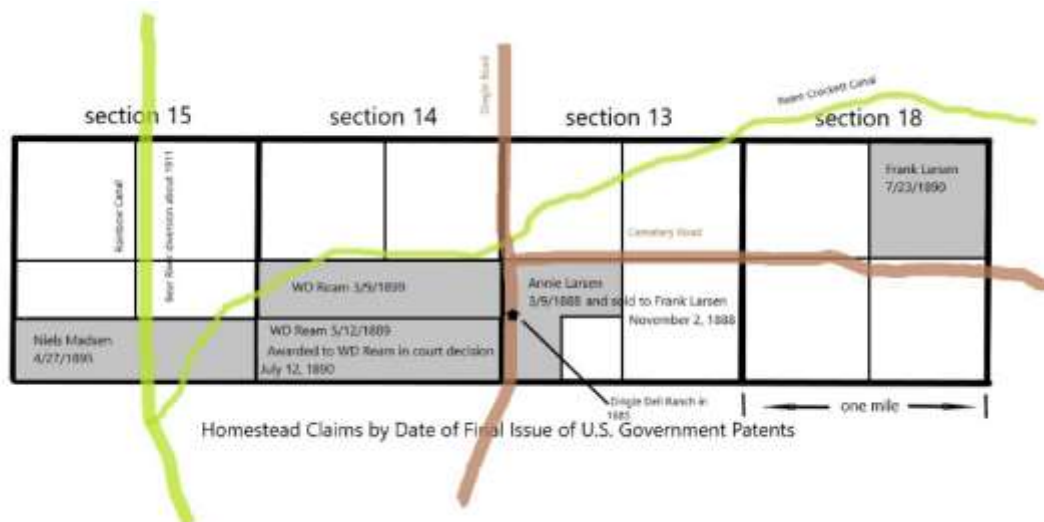 section 15
section 14
section 13
section 18
Dingle Road
Ream Crockett Canal
Rainbow Canal
Bear River diversion about 1911
Frank Larsen
7/23/1890
Cemetery Road
WD Ream 3/9/1899
Annie Larsen
3/9/1888 and sold to Frank Larsen
November 2, 1888
Niels Madsen
4/27/1895
WD Ream 5/12/1889
Awarded to WD Ream in court decision
July 12, 1890
Dingle Dell Ranch in
1885
one mile
Homestead Claims by Date of Final Issue of U.S. Government Patents